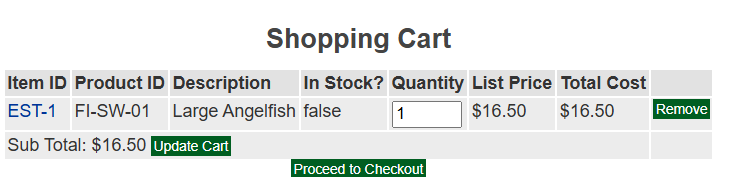 Shopping Cart
Item ID Product ID Description In Stock? Quantity List Price Total Cost
EST-1 FI-SW-01 Large Angelfish false 1 $16.50 $16.50 Remove
Sub Total: $16.50 Update Cart
Proceed to Checkout